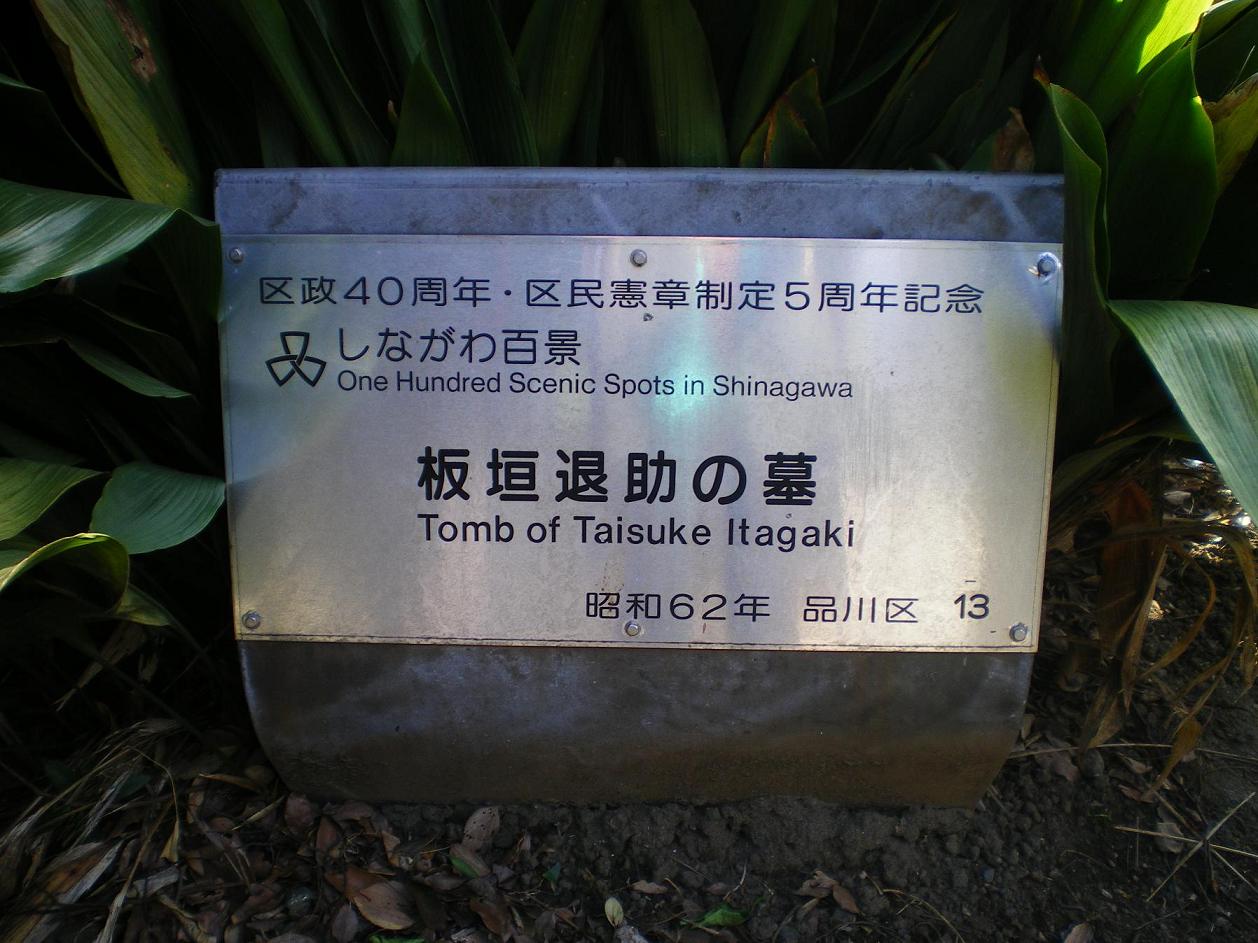 区政40周年・区民憲章制定5周年記念
しながわ百景
One Hundred Scenic Spots in Shinagawa
板垣退助の墓
Tomb of Taisuke Itagaki
昭和62年 品川区 13